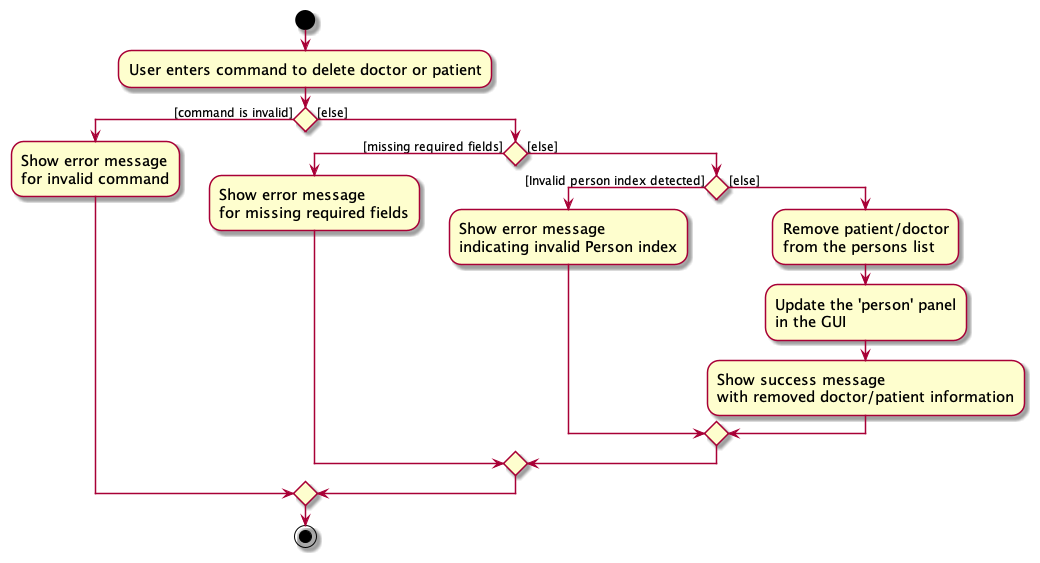 User enters command to delete doctor or patient
[command is invalid]
[else]
Show error message
for invalid command
[missing required fields]
[else]
Show error message
for missing required fields
[Invalid person index detected]
[else]
Show error message
indicating invalid Person index
Remove patient/doctor
from the persons list
Update the 'person' panel
in the GUI
Show success message
with removed doctor/patient information